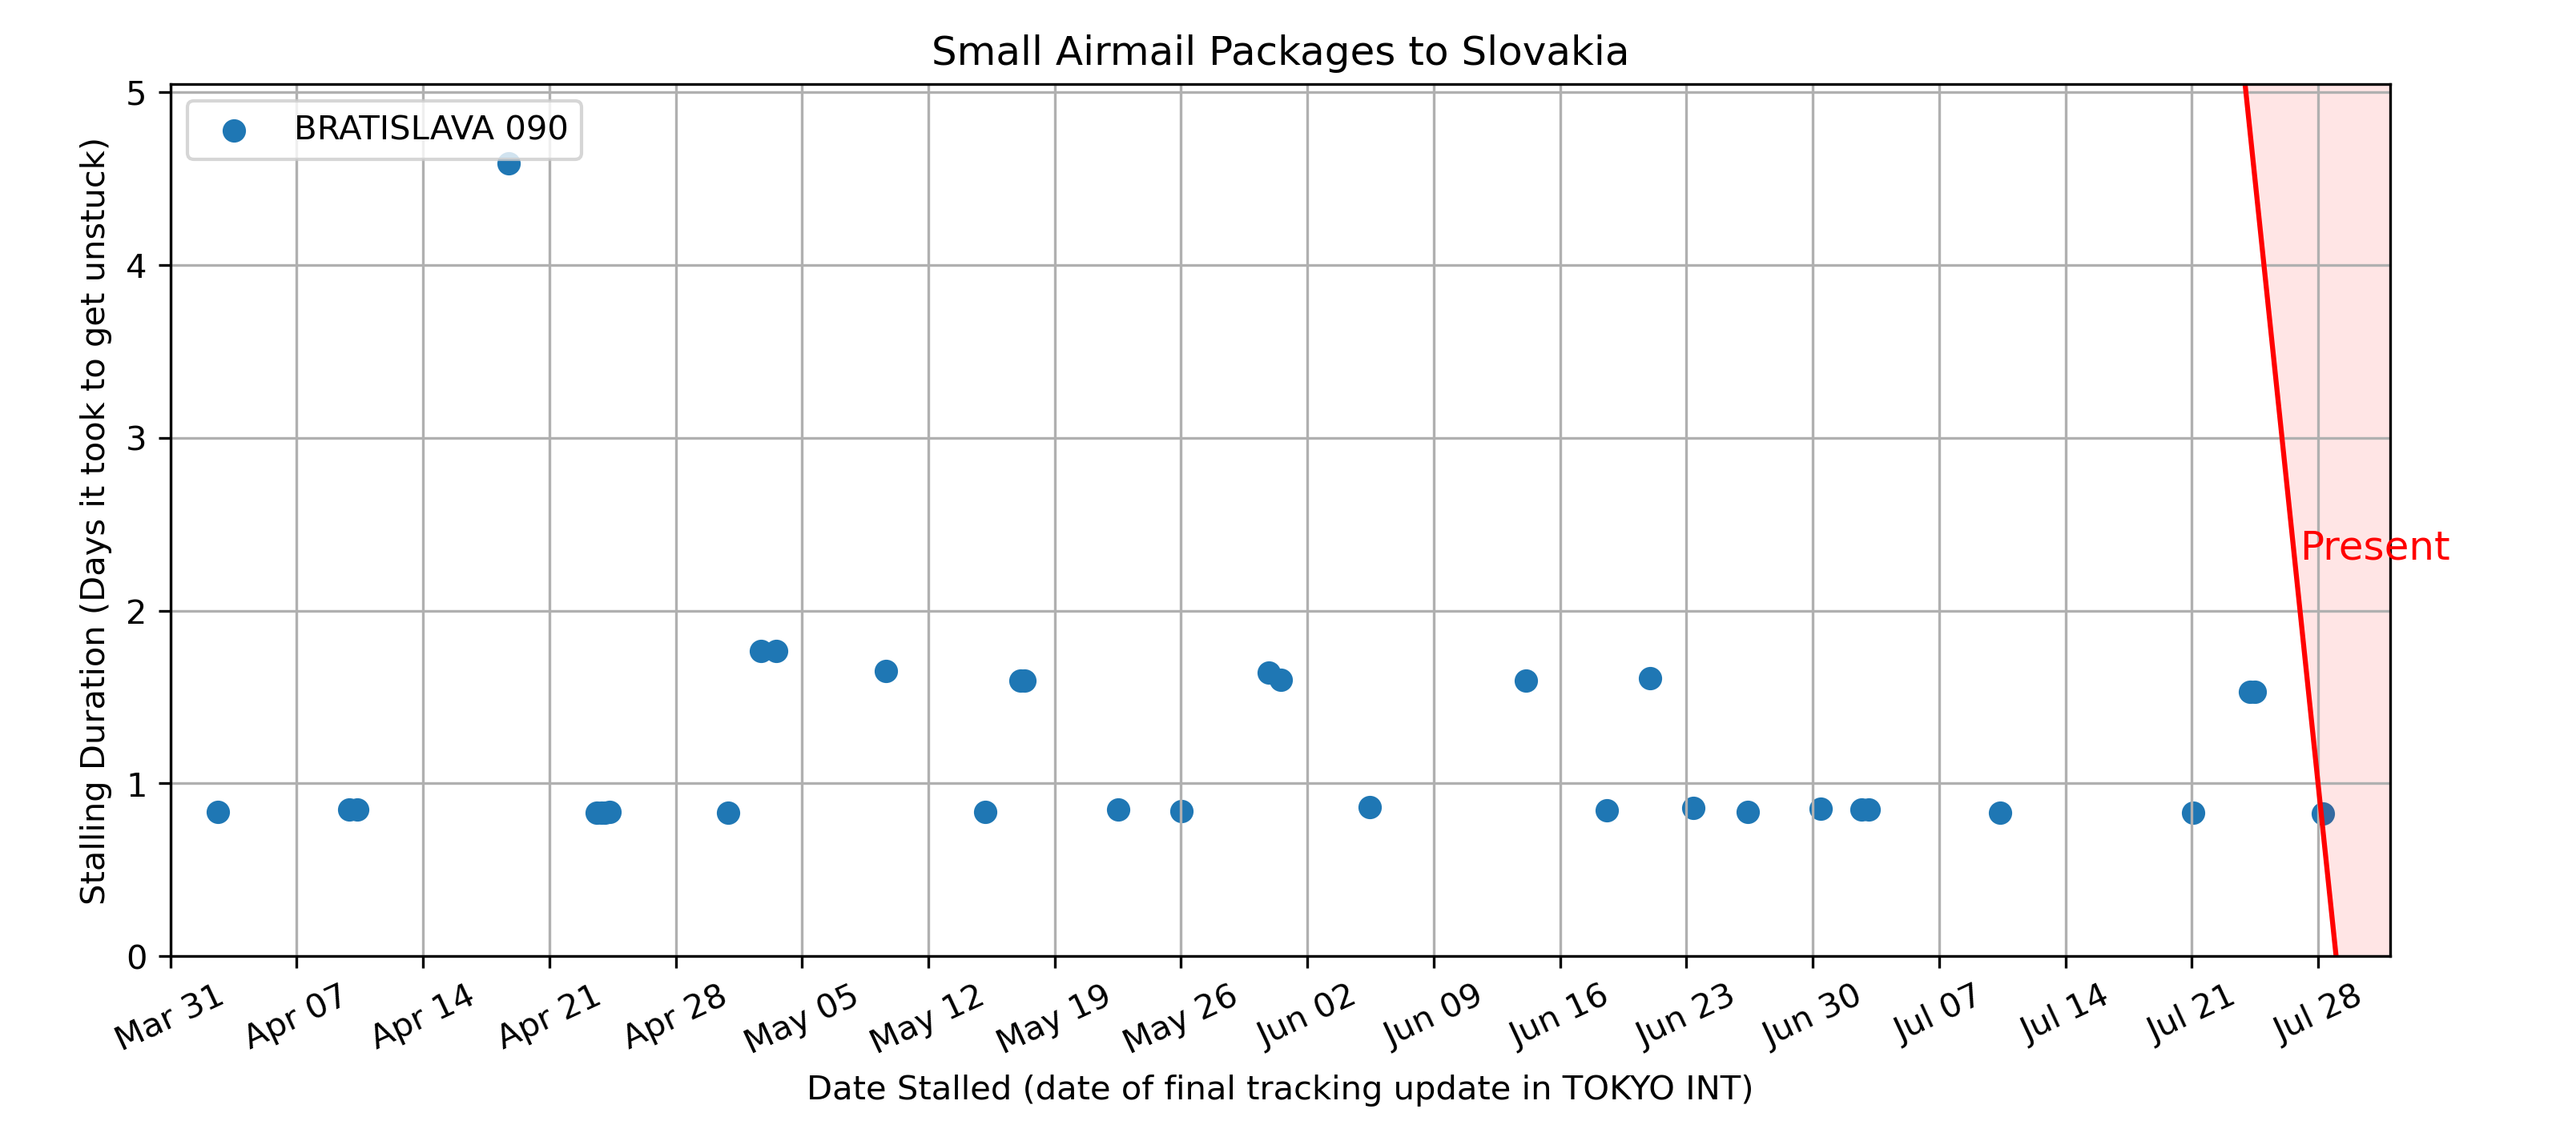 Small Airmail Packages to Slovakia
BRATISLAVA 090
Stalling Duration (Days it took to get unstuck)
5
4
3
2
1
0
Present
Mar 31
Apr 07
Apr 14
Apr 21
Apr 28
May 05
May 12
May 19
May 26
Jun 02
Jun 09
Jun 16
Jun 23
Jun 30
Jul 07
Jul 14
Jul 21
Jul 28
Date Stalled (date of final tracking update in TOKYO INT)